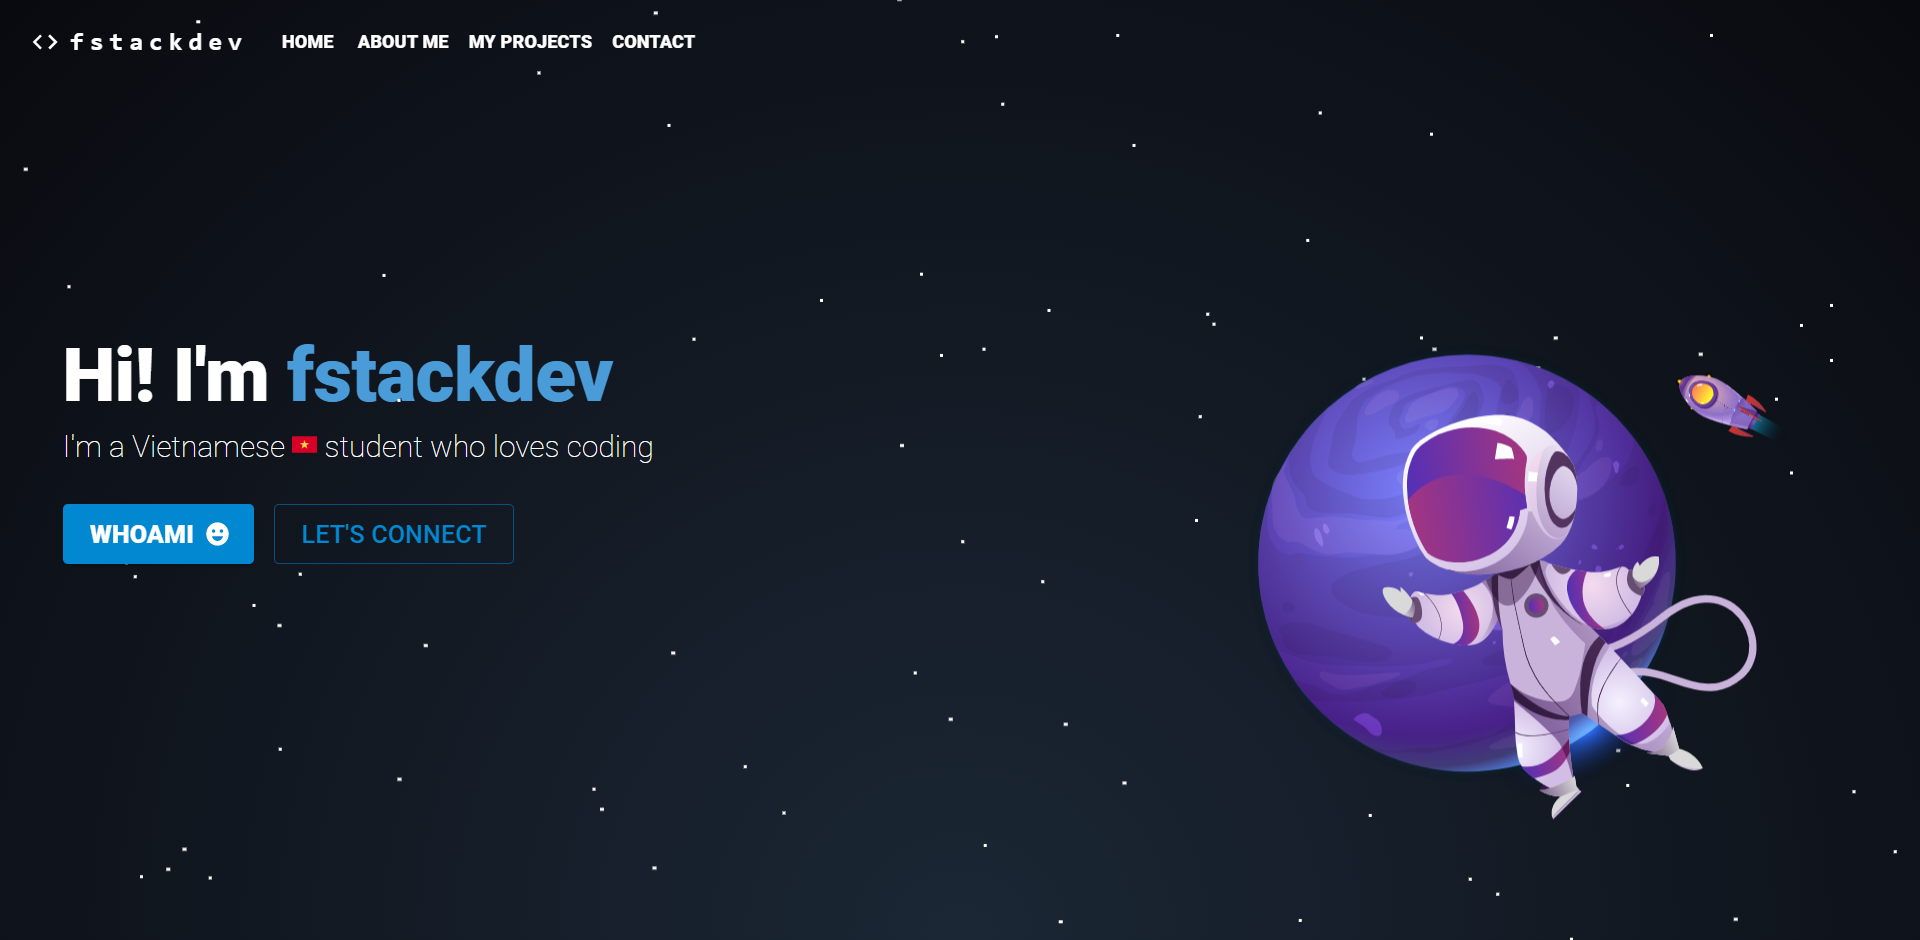 <> fstackdev HOME ABOUT ME MY PROJECTS CONTACT
Hi! I'm fstackdev
I'm a Vietnamese 🇻🇳 student who loves coding
WHOAMI LET'S CONNECT